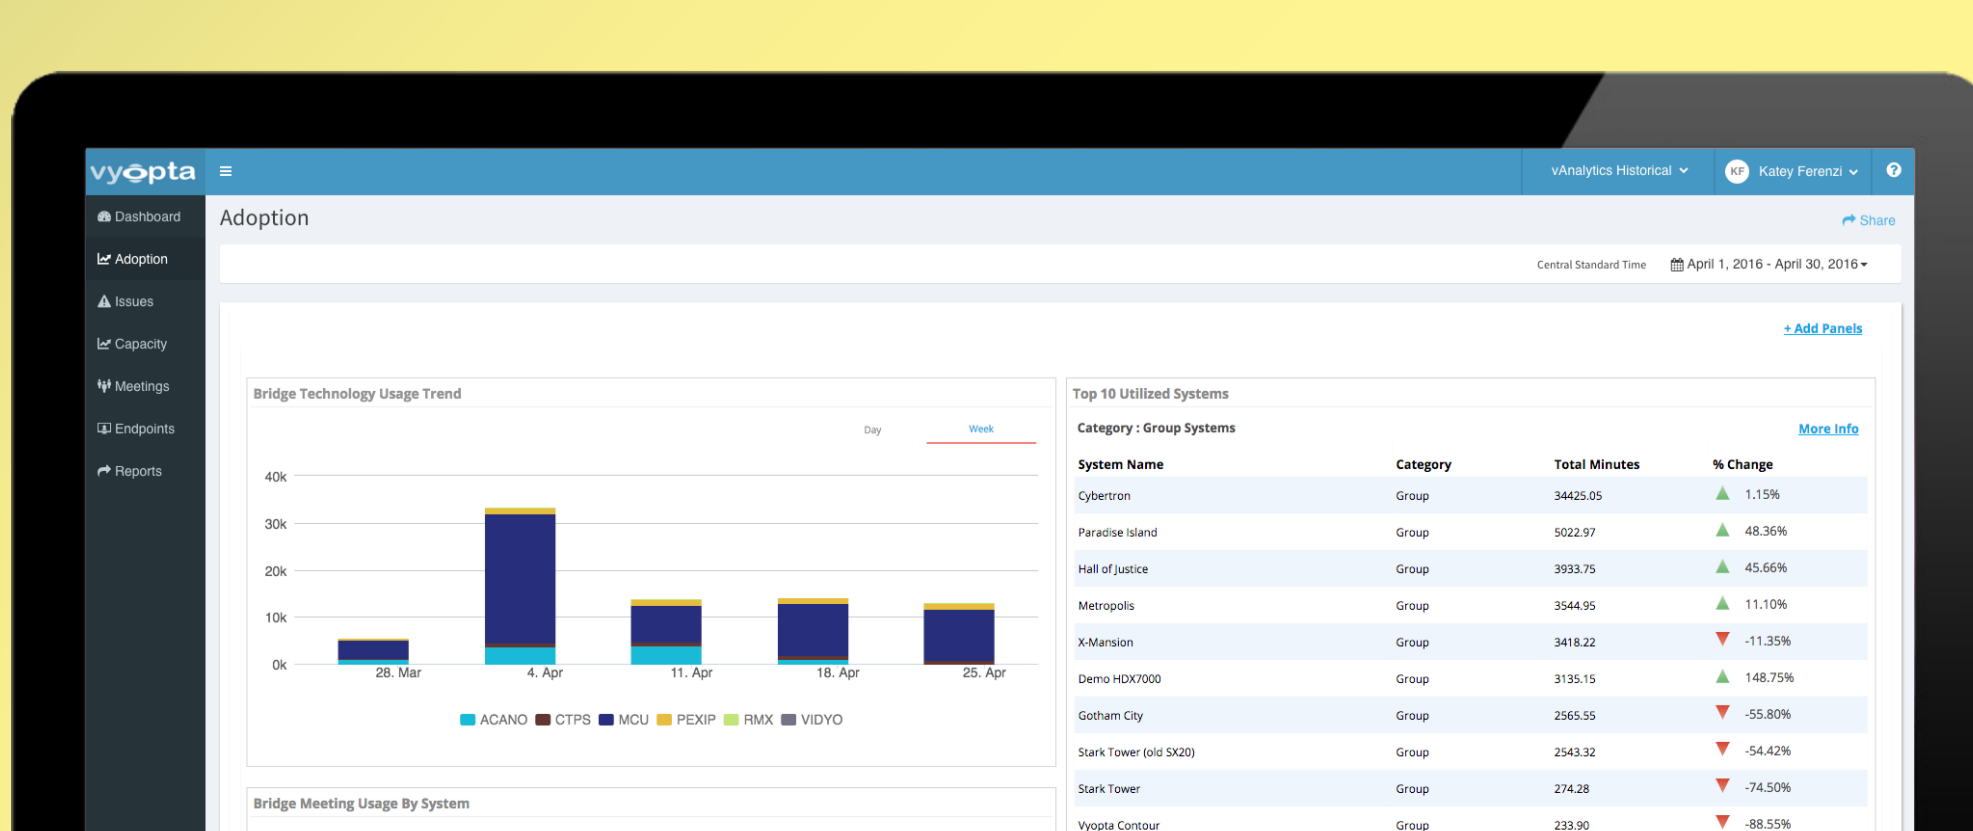 vyopta
vAnalytics Historical
KF Katey Ferenzi
?
Dashboard
Adoption
Issues
Capacity
Meetings
Endpoints
Reports
Adoption
Share
Central Standard Time April 1, 2016 - April 30, 2016
+ Add Panels
Bridge Technology Usage Trend
Day Week
40k
30k
20k
10k
0k
28. Mar 4. Apr 11. Apr 18. Apr 25. Apr
ACANO CTPS MCU PEXIP RMX VIDYO
Bridge Meeting Usage By System
Top 10 Utilized Systems
Category : Group Systems More Info
System Name Category Total Minutes % Change
Cybertron Group 34425.05 1.15%
Paradise Island Group 5022.97 48.36%
Hall of Justice Group 3933.75 45.66%
Metropolis Group 3544.95 11.10%
X-Mansion Group 3418.22 -11.35%
Demo HDX7000 Group 3135.15 148.75%
Gotham City Group 2565.55 -55.80%
Stark Tower (old SX20) Group 2543.32 -54.42%
Stark Tower Group 274.28 -74.50%
Vyopta Contour Group 233.90 -88.55%